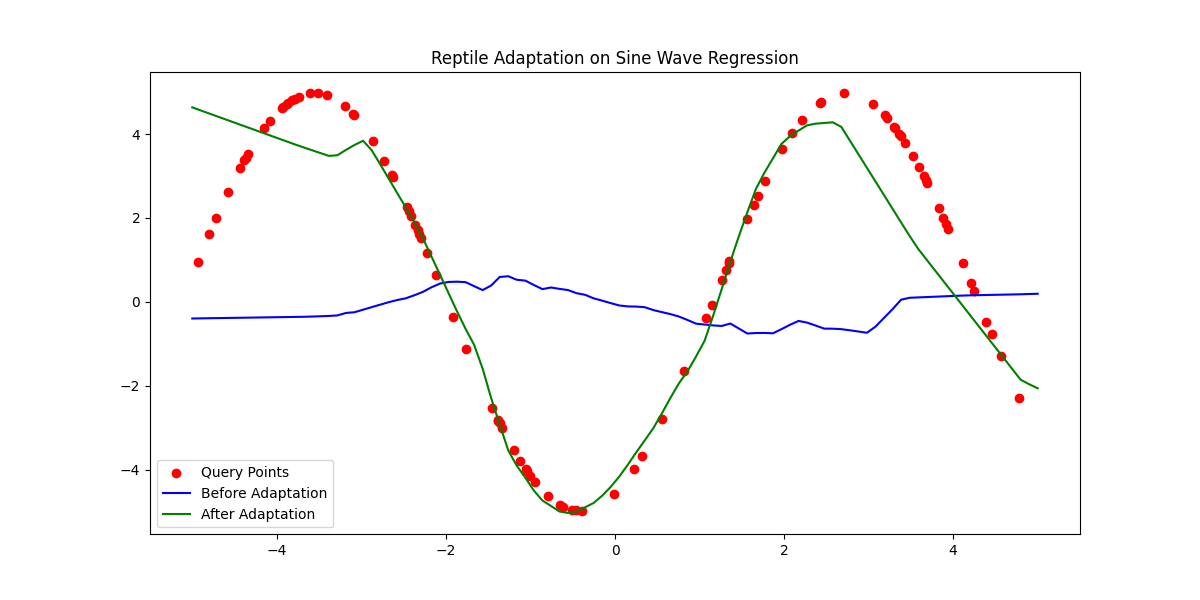 Reptile Adaptation on Sine Wave Regression
4
2
0
−2
−4
Query Points
Before Adaptation
After Adaptation
−4 −2 0 2 4